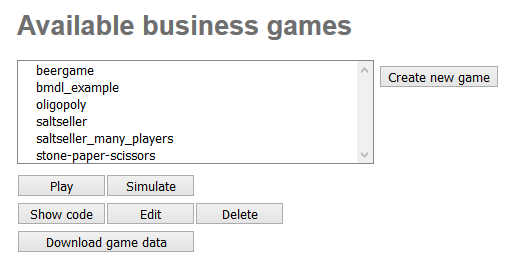 Available business games
beergame
Create new game
bmdl_example
oligopoly
saltseller
saltseller_many_players
stone-paper-scissors
Play Simulate
Show code Edit Delete
Download game data